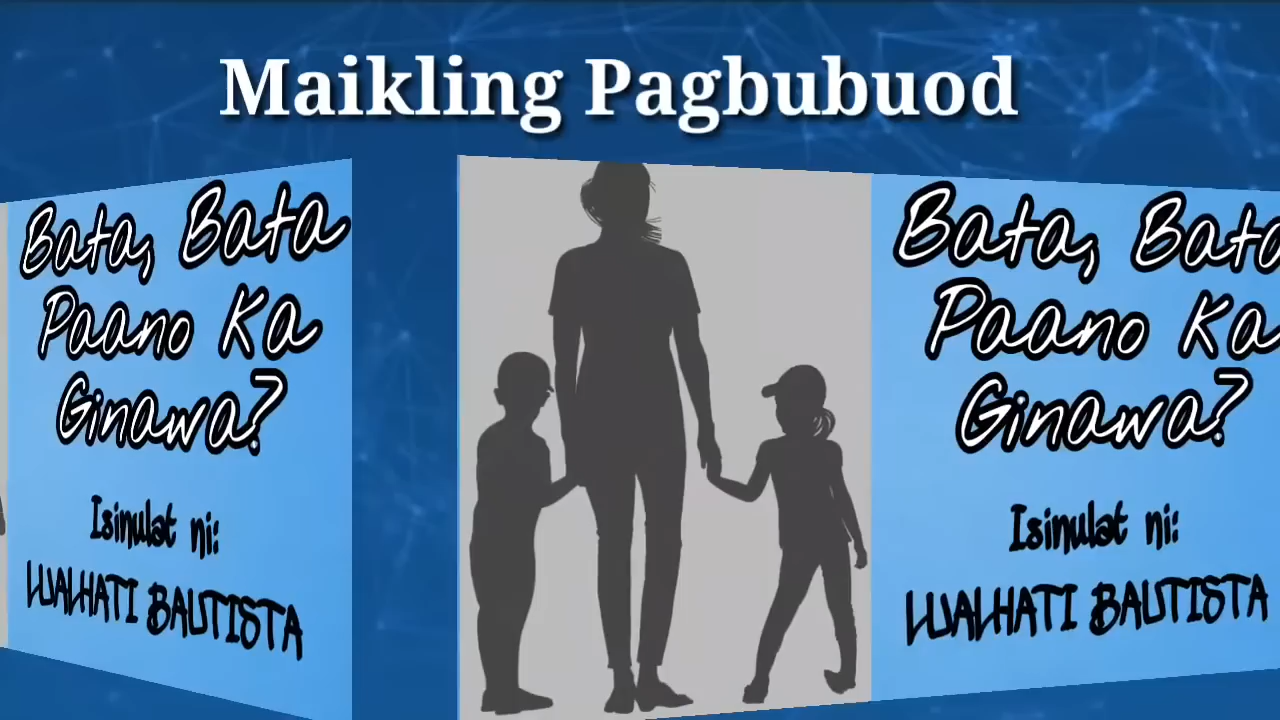 Maikling Pagbubuod
Bata, Bata
Paano Ka
Ginawa?
Isinulat ni:
LUALHATI BAUTISTA
Bata, Bata
Paano Ka
Ginawa?
Isinulat ni:
LUALHATI BAUTISTA